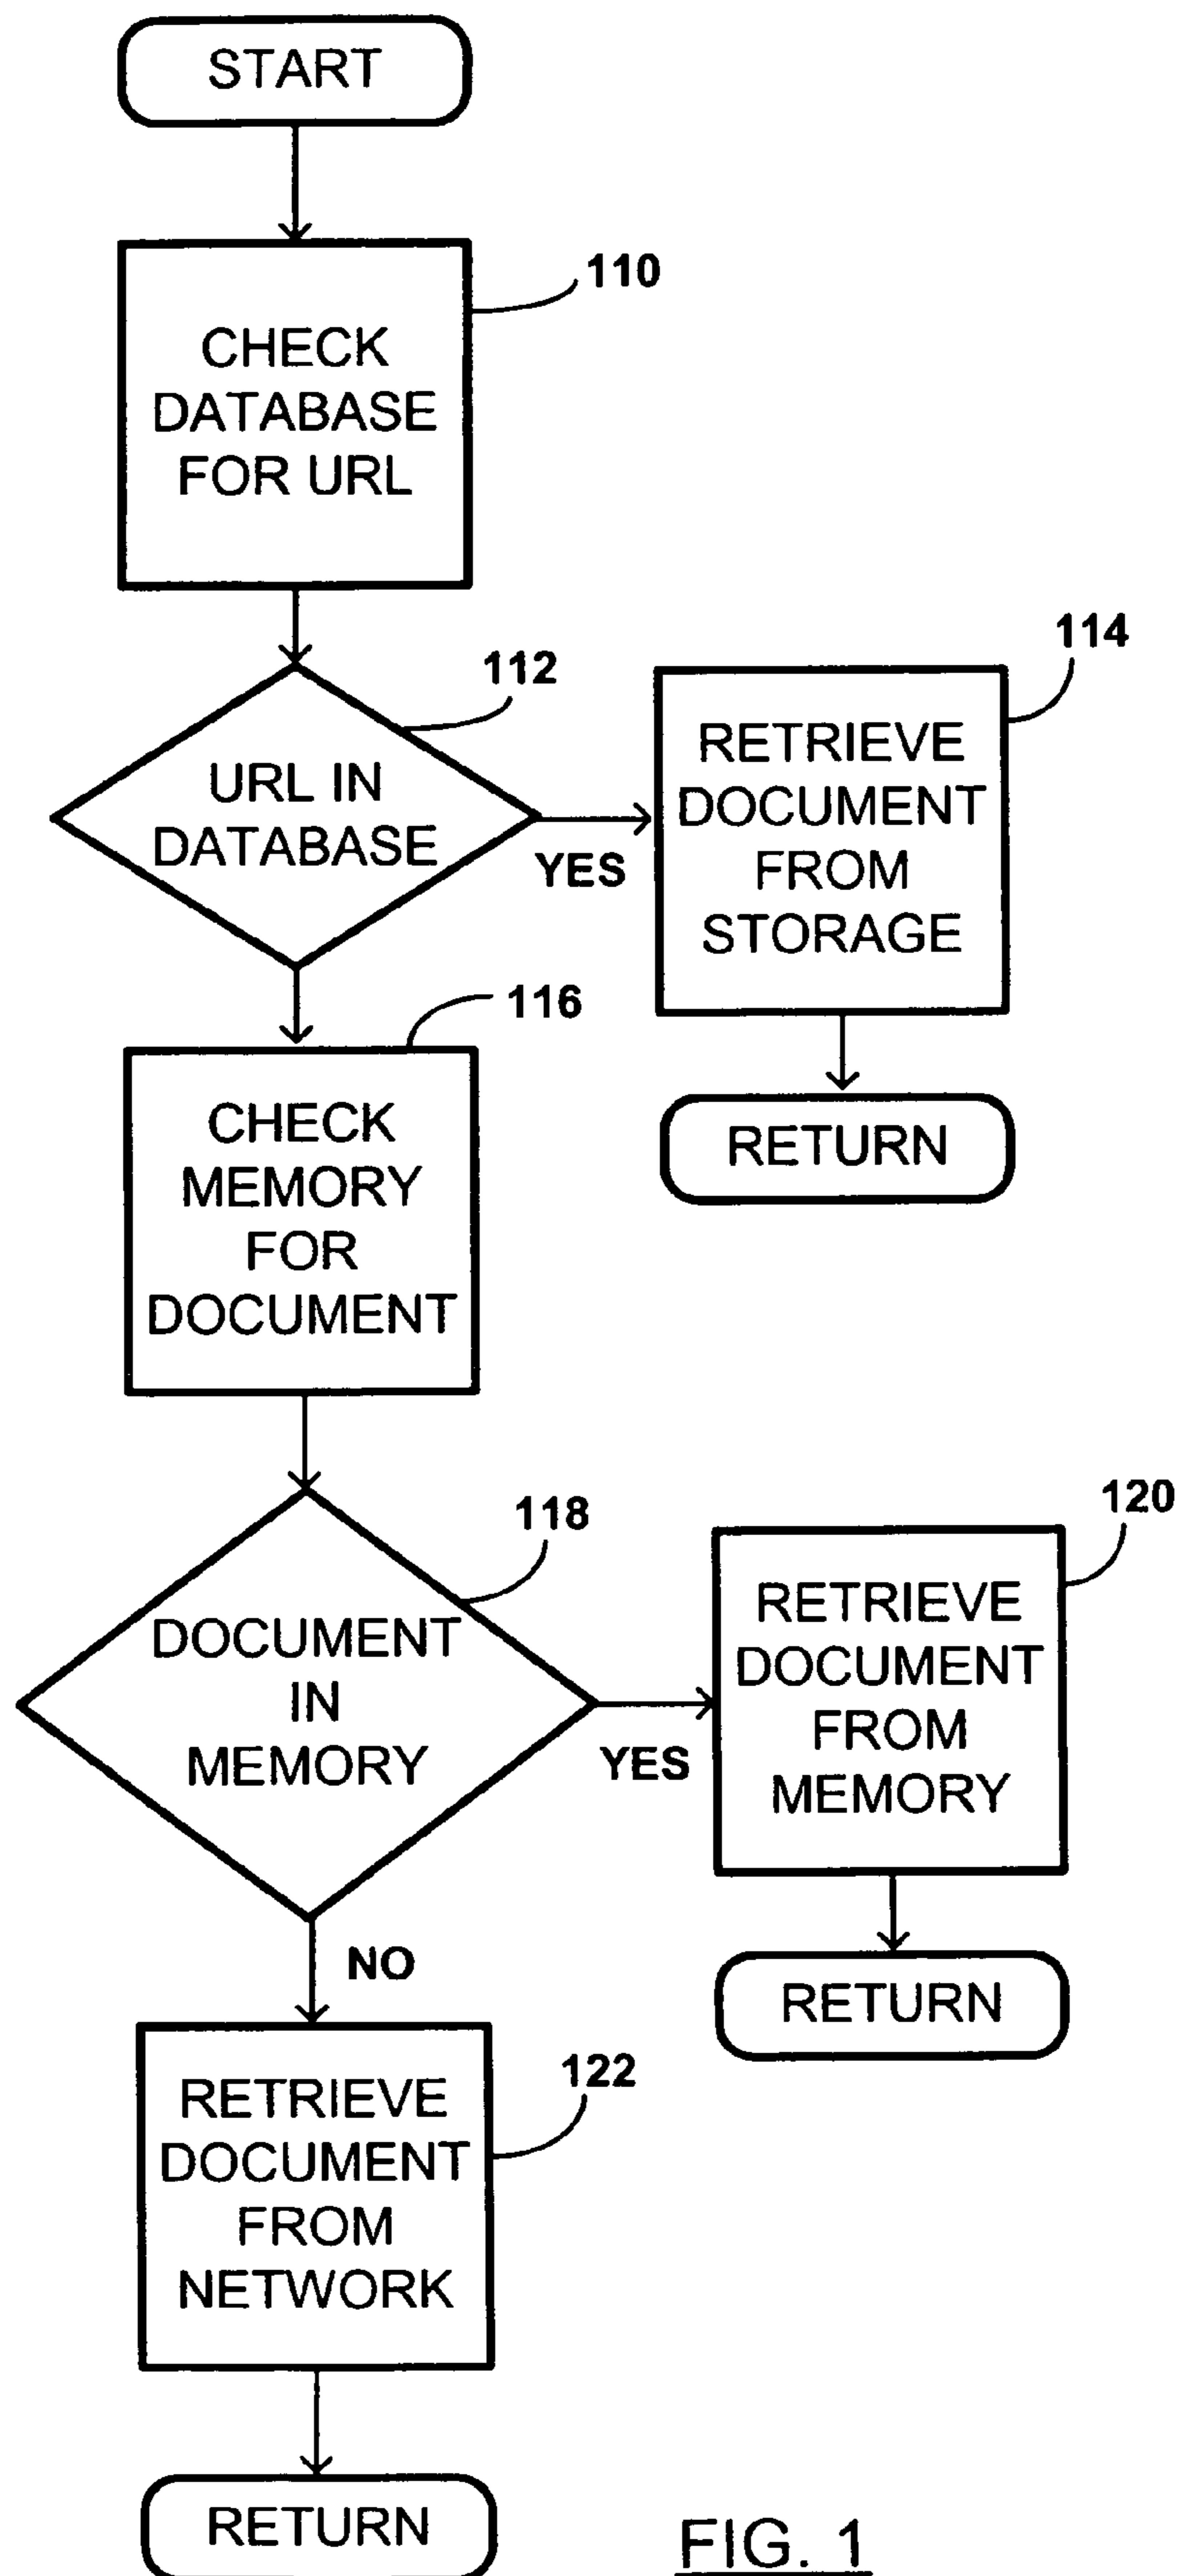 START
110
CHECK
DATABASE
FOR URL
112
URL IN
DATABASE
YES
114
RETRIEVE
DOCUMENT
FROM
STORAGE
RETURN
116
CHECK
MEMORY
FOR
DOCUMENT
118
DOCUMENT
IN
MEMORY
YES
120
RETRIEVE
DOCUMENT
FROM
MEMORY
RETURN
NO
122
RETRIEVE
DOCUMENT
FROM
NETWORK
RETURN
FIG. 1